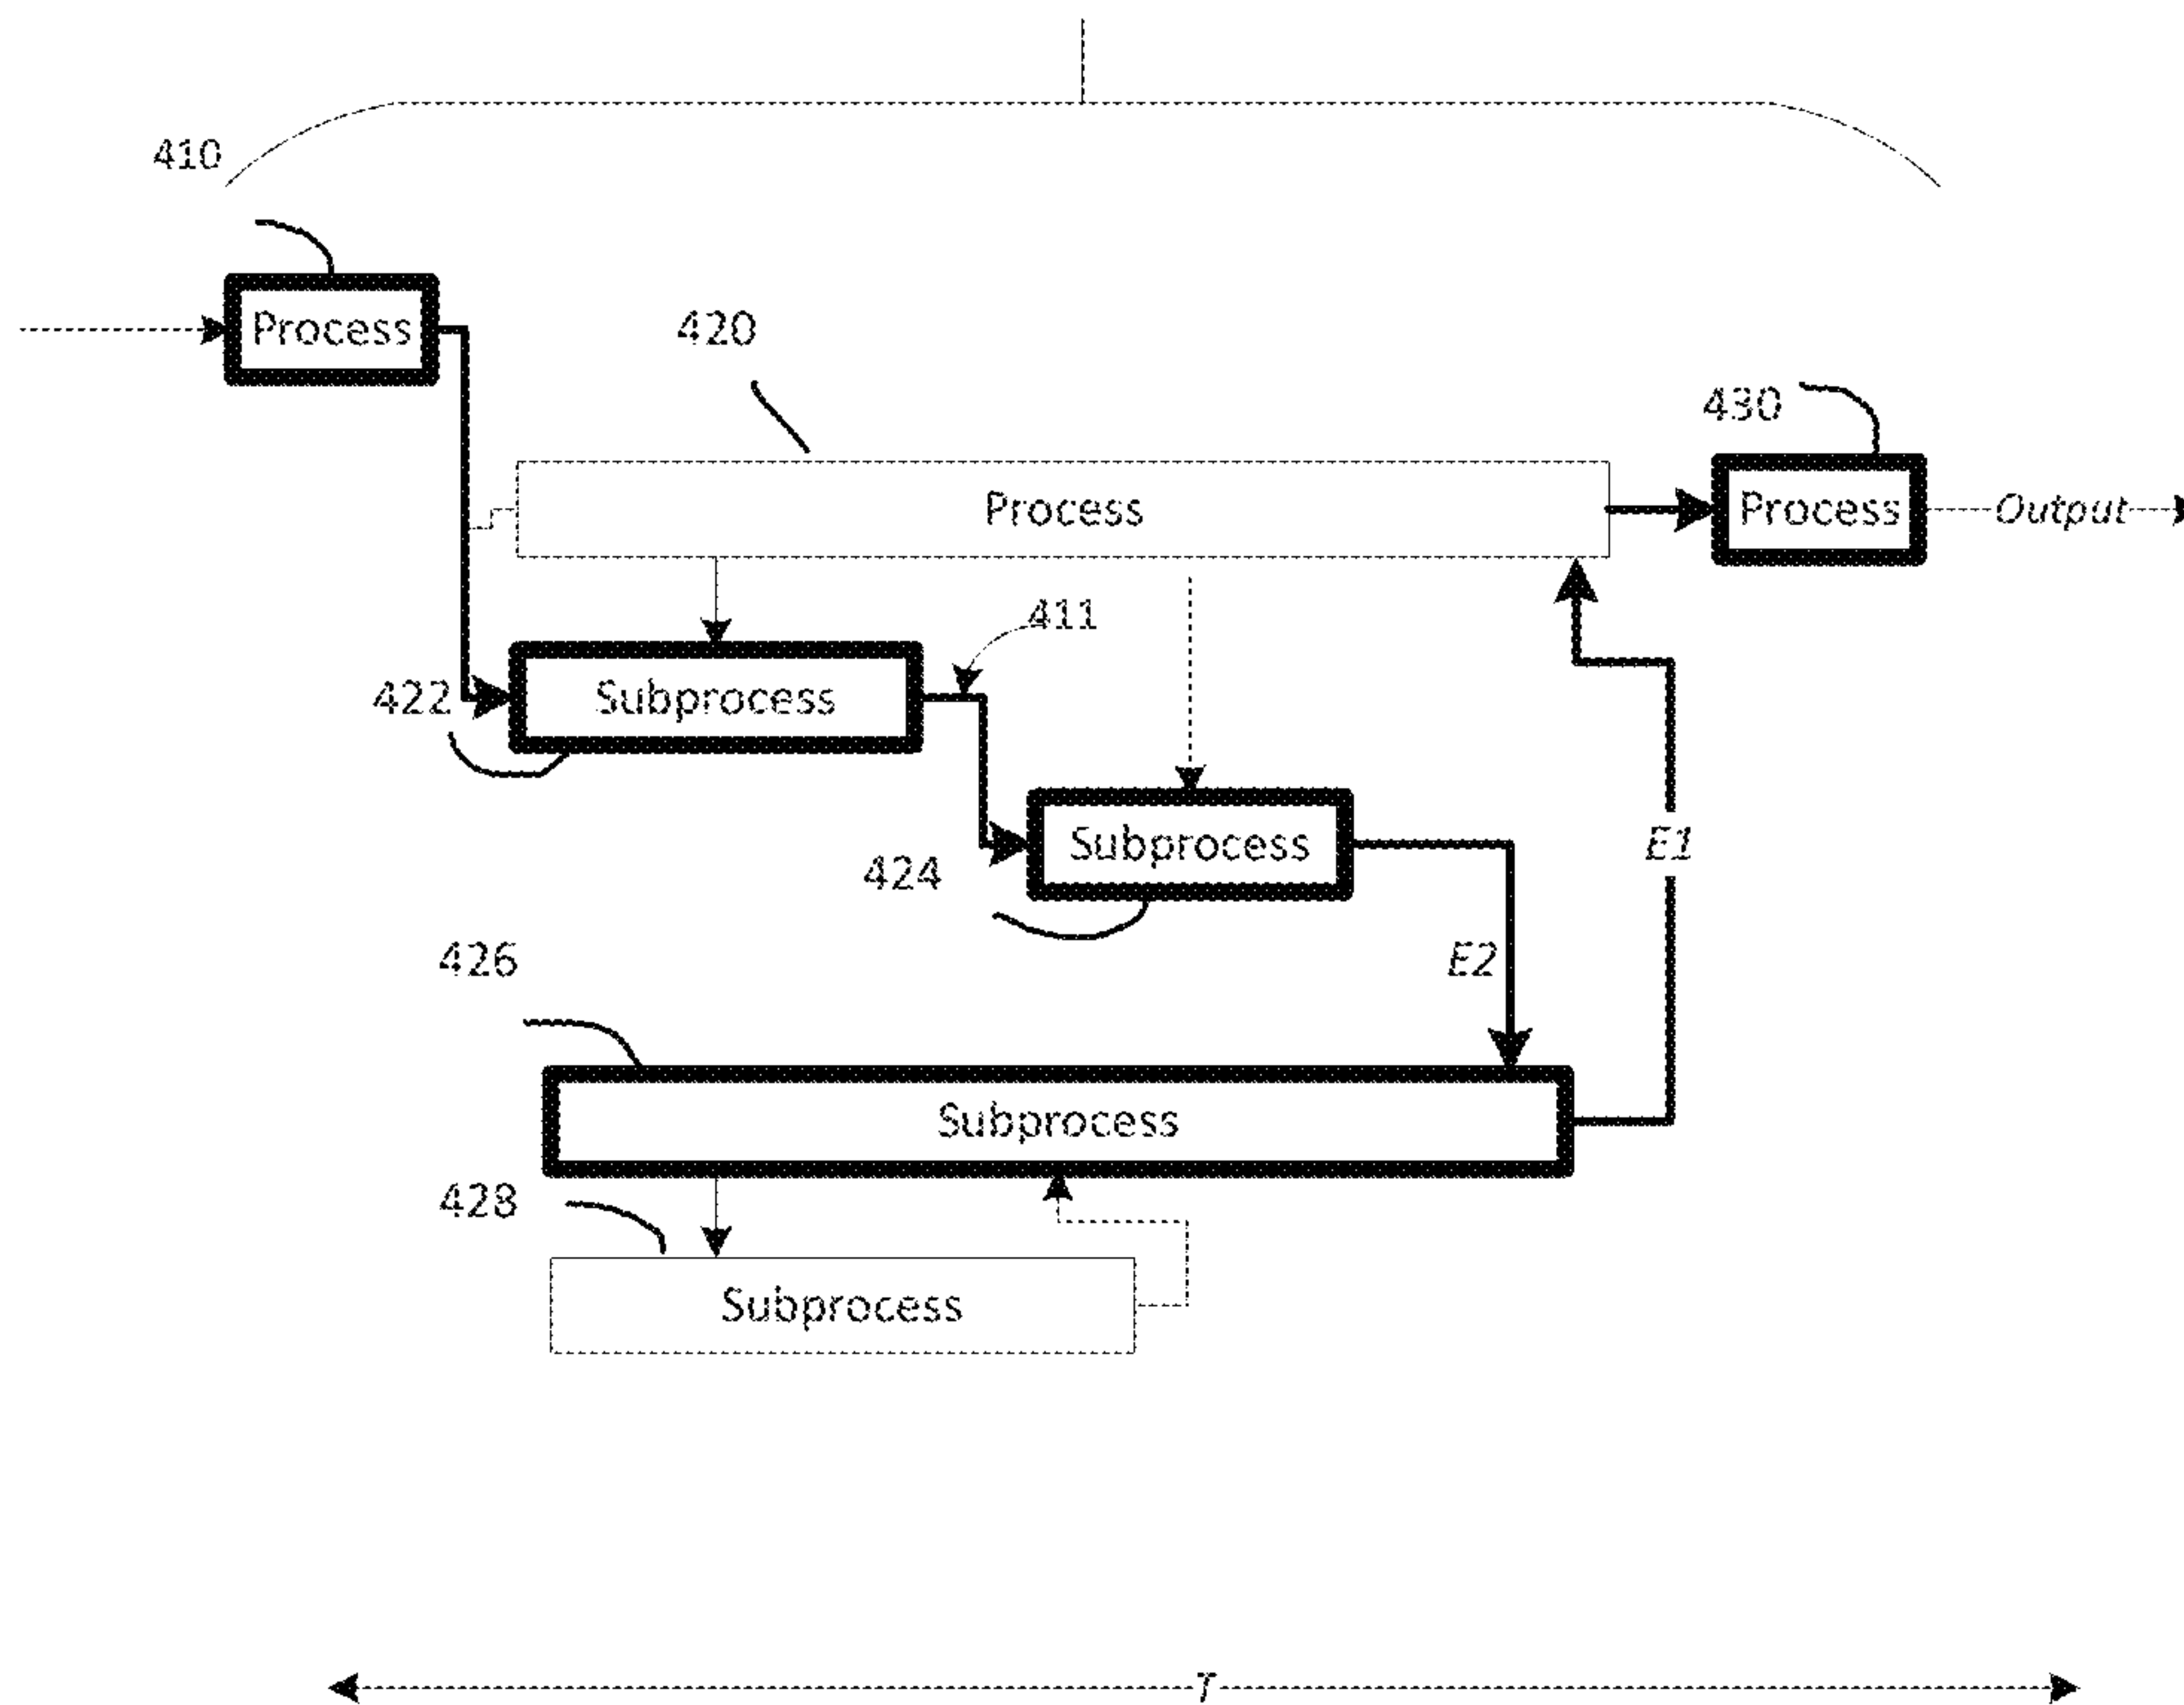 410
Process
420
430
Process
Process
Output
411
422
Subprocess
424
Subprocess
E1
426
E2
Subprocess
428
Subprocess
T